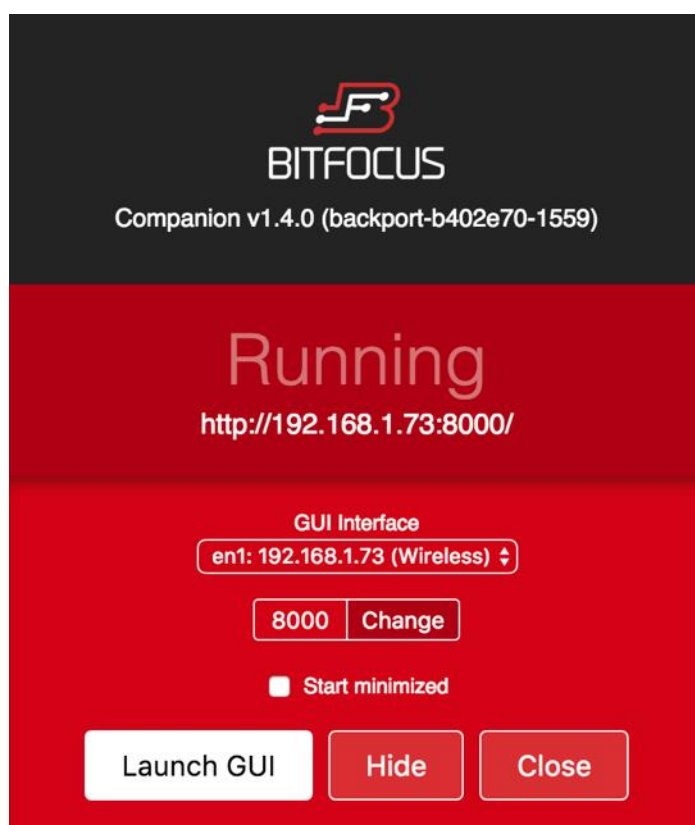 BITFOCUS
Companion v1.4.0 (backport-b402e70-1559)
Running
http://192.168.1.73:8000/
GUI Interface
en1: 192.168.1.73 (Wireless)
8000 Change
Start minimized
Launch GUI Hide Close